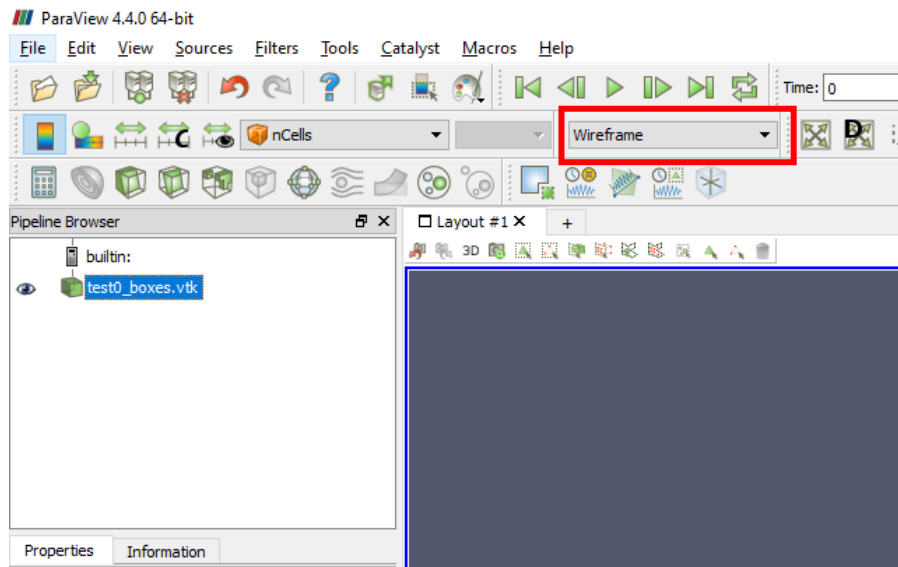 ParaView 4.4.0 64-bit
File Edit View Sources Filters Tools Catalyst Macros Help
Time: 0
nCells Wireframe
Pipeline Browser Layout #1 +
builtin: 3D
test0_boxes.vtk
Properties Information